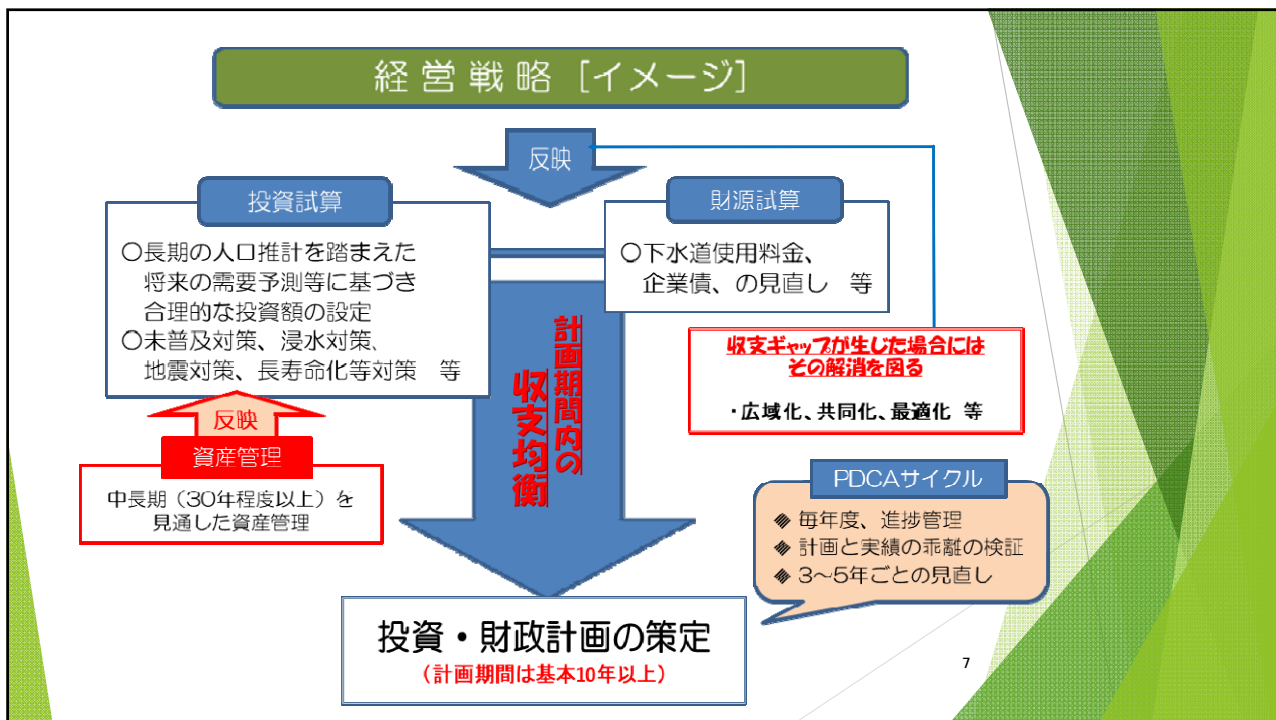 経営戦略 [イメージ]
反映
投資試算
○長期の人口推計を踏まえた
将来の需要予測等に基づき
合理的な投資額の設定
○未普及対策、浸水対策、
地震対策、長寿命化等対策　等
財源試算
○下水道使用料金、
企業債、の見直し　等
収支ギャップが生じた場合には
その解消を図る
・広域化、共同化、最適化 等
計画期間内の
収支均衡
反映
資産管理
中長期（30年程度以上）を
見通した資産管理
PDCAサイクル
◆ 毎年度、進捗管理
◆ 計画と実績の乖離の検証
◆ 3～5年ごとの見直し
投資・財政計画の策定
（計画期間は基本10年以上）
7